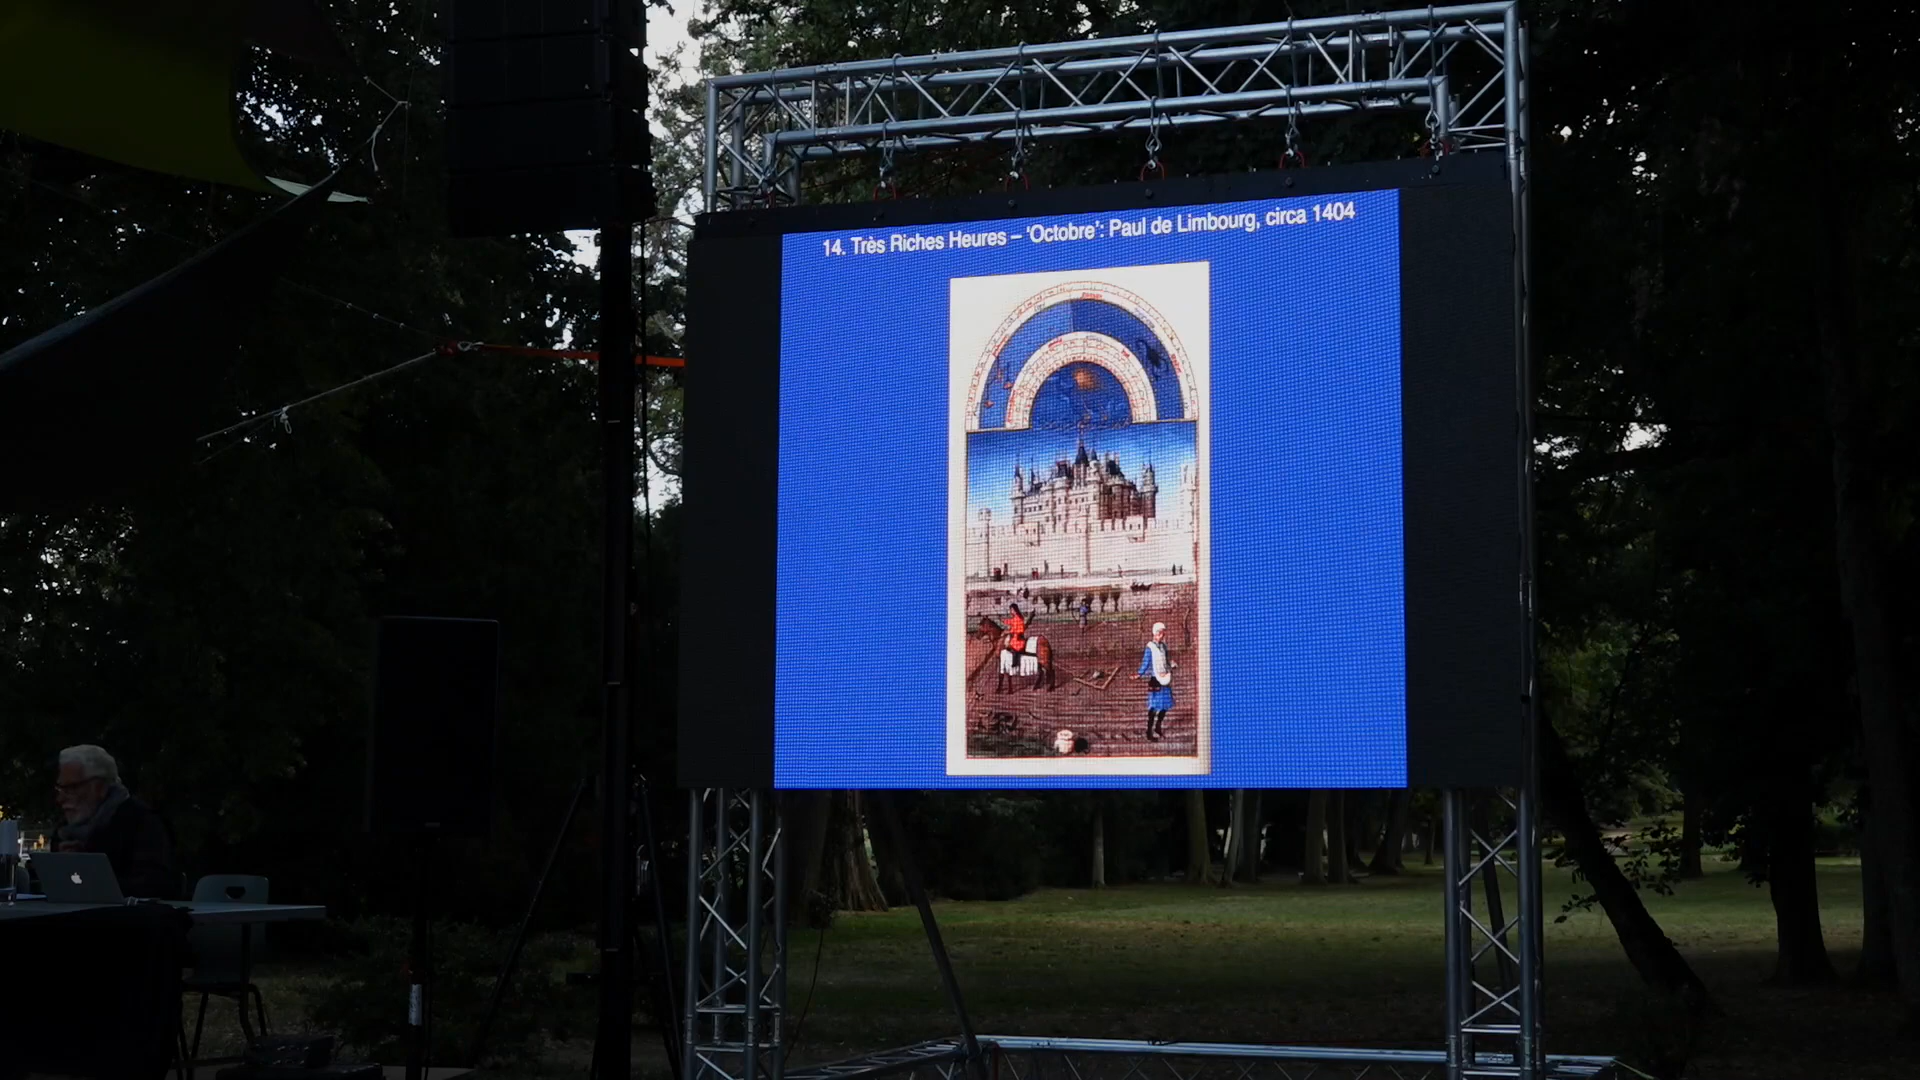 14. Très Riches Heures – ‘Octobre’: Paul de Limbourg, circa 1404